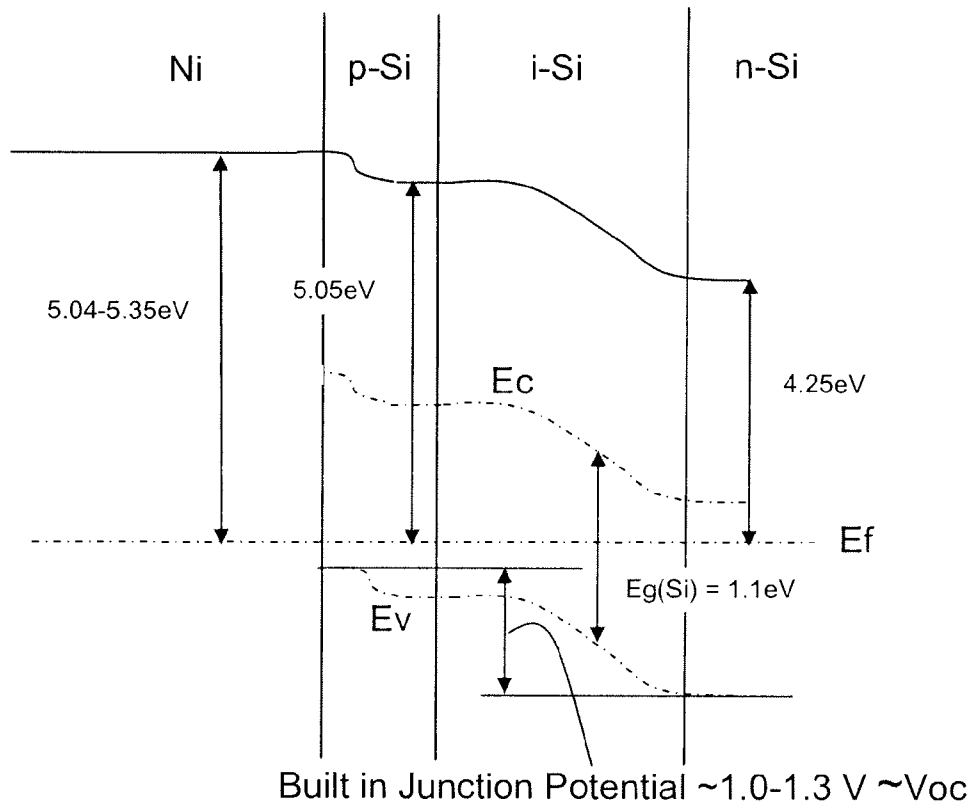 Ni
p-Si
i-Si
n-Si
5.04-5.35eV
5.05eV
4.25eV
Ec
Ef
Eg(Si) = 1.1eV
Ev
Built in Junction Potential ~1.0-1.3 V ~Voc